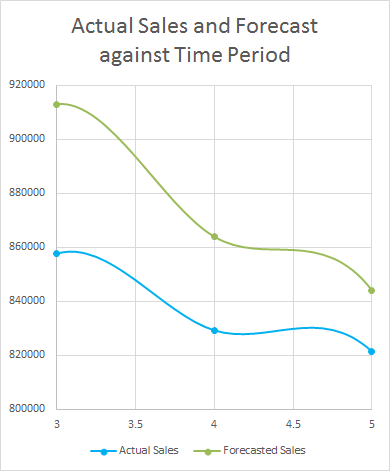 Actual Sales and Forecast
against Time Period
920000
900000
880000
860000
840000
820000
800000
3 3.5 4 4.5 5
Actual Sales Forecasted Sales